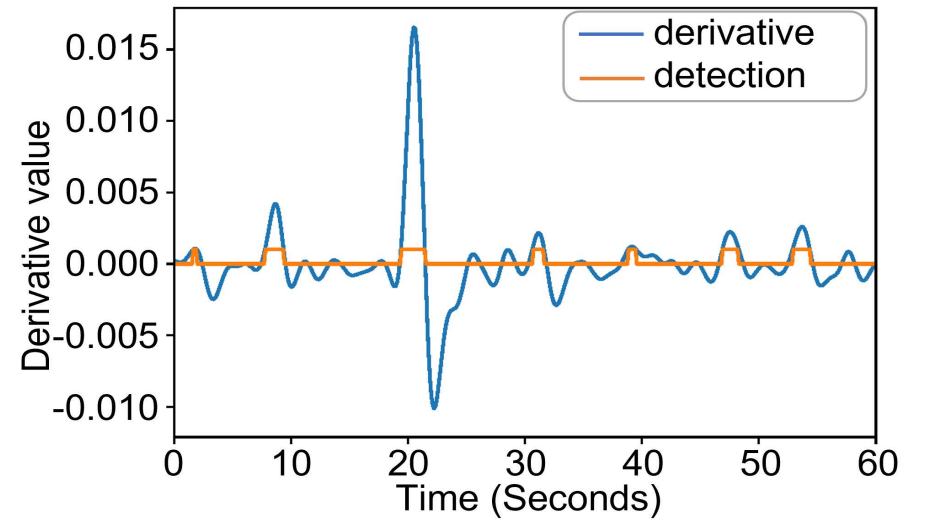 derivative
detection
Derivative value
0.015
0.010
0.005
0.000
-0.005
-0.010
0 10 20 30 40 50 60
Time (Seconds)